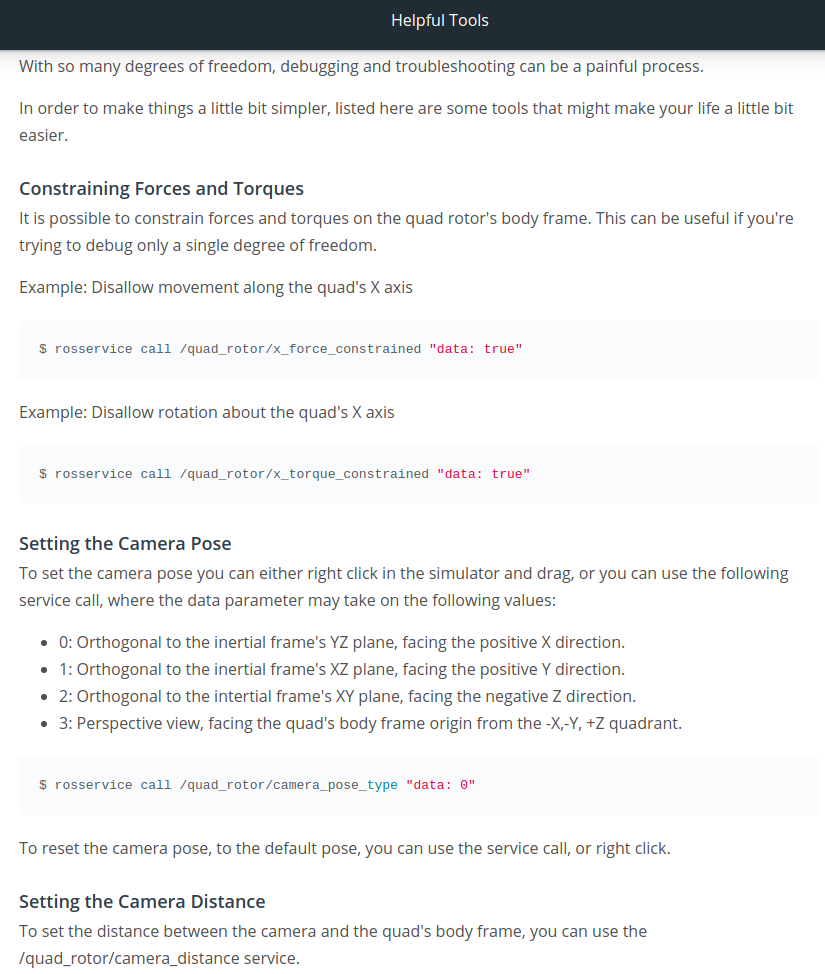 Helpful Tools
With so many degrees of freedom, debugging and troubleshooting can be a painful process.
In order to make things a little bit simpler, listed here are some tools that might make your life a little bit
easier.
Constraining Forces and Torques
It is possible to constrain forces and torques on the quad rotor's body frame. This can be useful if you're
trying to debug only a single degree of freedom.
Example: Disallow movement along the quad's X axis
$ rosservice call /quad_rotor/x_force_constrained "data: true"
Example: Disallow rotation about the quad's X axis
$ rosservice call /quad_rotor/x_torque_constrained "data: true"
Setting the Camera Pose
To set the camera pose you can either right click in the simulator and drag, or you can use the following
service call, where the data parameter may take on the following values:
• 0: Orthogonal to the inertial frame's YZ plane, facing the positive X direction.
• 1: Orthogonal to the inertial frame's XZ plane, facing the positive Y direction.
• 2: Orthogonal to the intertial frame's XY plane, facing the negative Z direction.
• 3: Perspective view, facing the quad's body frame origin from the -X,-Y, +Z quadrant.
$ rosservice call /quad_rotor/camera_pose_type "data: 0"
To reset the camera pose, to the default pose, you can use the service call, or right click.
Setting the Camera Distance
To set the distance between the camera and the quad's body frame, you can use the
/quad_rotor/camera_distance service.